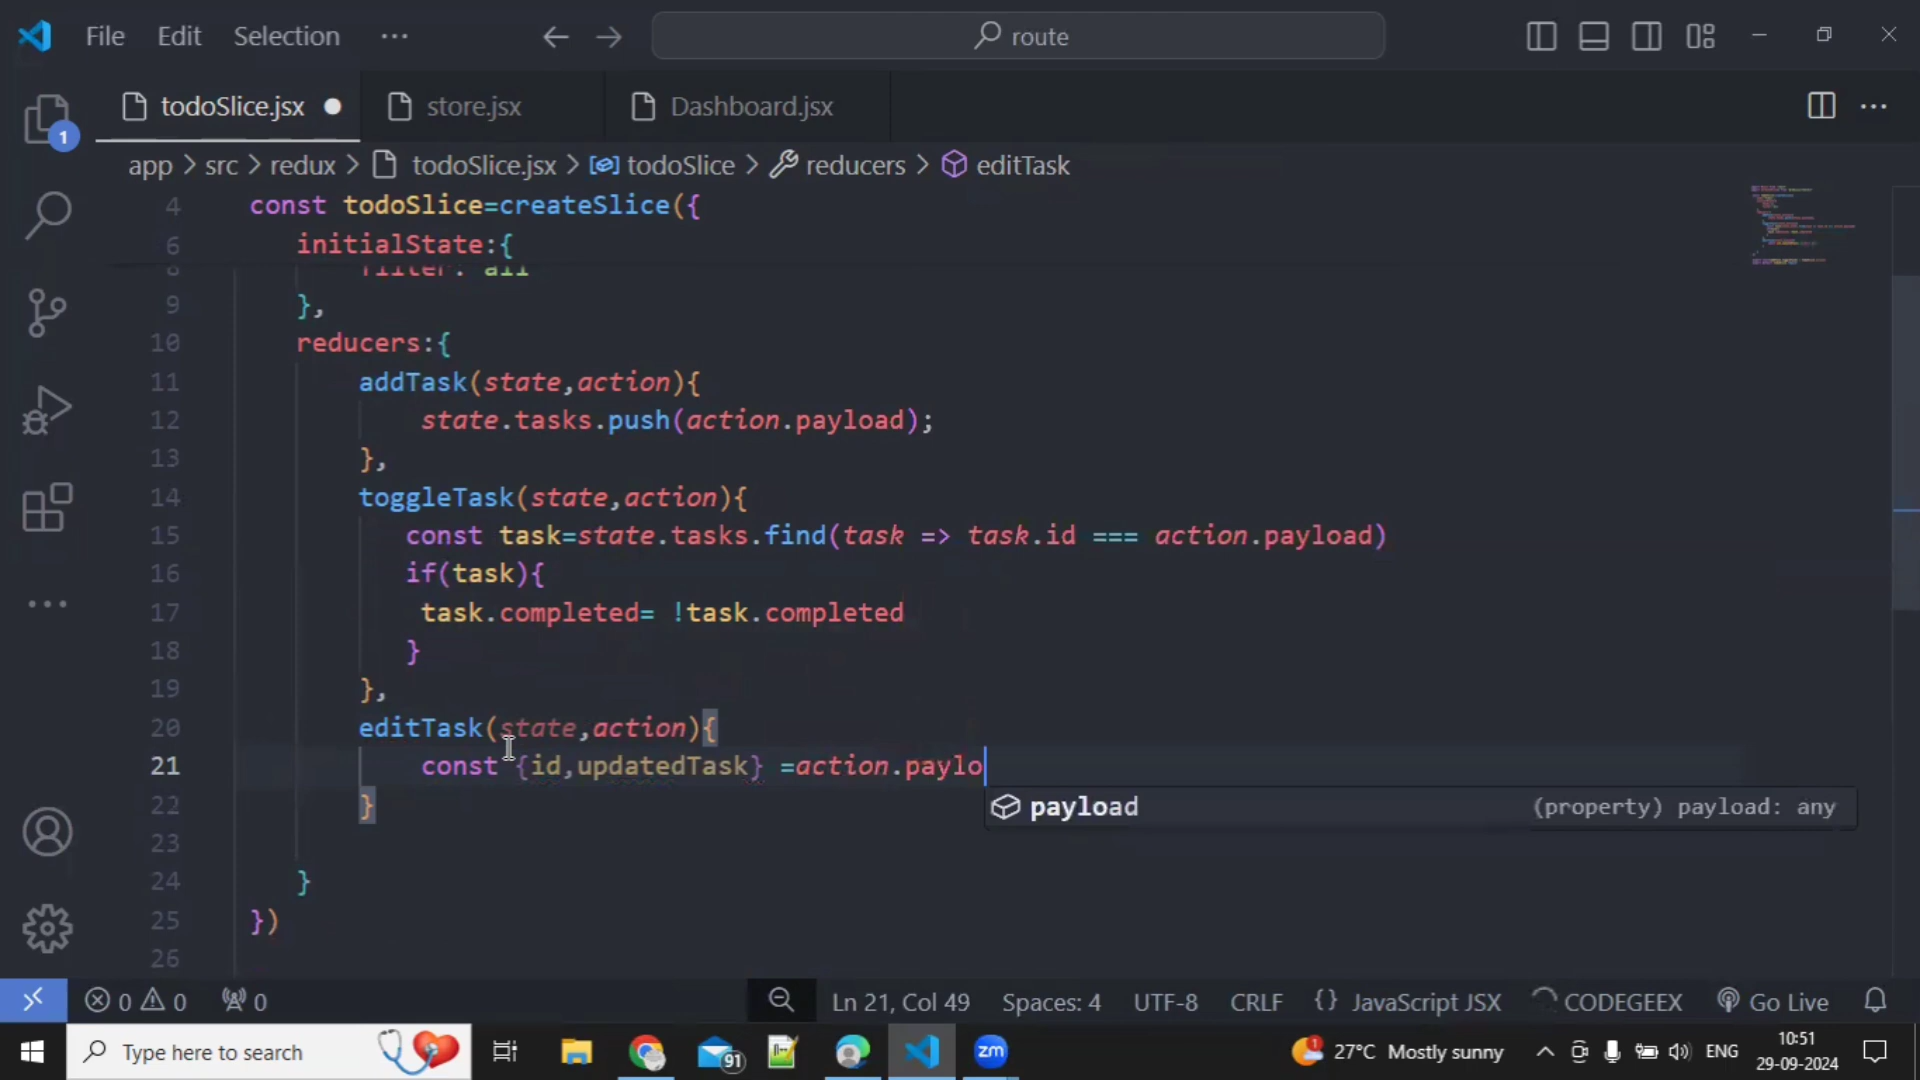 File Edit Selection ··· route
todoSlice.jsx store.jsx Dashboard.jsx
1
app > src > redux > todoSlice.jsx > todoSlice > reducers > editTask
4 const todoSlice=createSlice({
6 initialState:{
8 filter: all
9 },
10 reducers:{
11 addTask(state,action){
12 state.tasks.push(action.payload);
13 },
14 toggleTask(state,action){
15 const task=state.tasks.find(task => task.id === action.payload)
16 if(task){
17 task.completed= !task.completed
18 }
19 },
20 editTask(state,action){
21 const {id,updatedTask} =action.paylo
22 }
payload (property) payload: any
23
24 }
25 })
26
0 0 0 Ln 21, Col 49 Spaces: 4 UTF-8 CRLF {} JavaScript JSX CODEGEEX Go Live
Type here to search 91 zm 1 27°C Mostly sunny ENG 10:51
29-09-2024